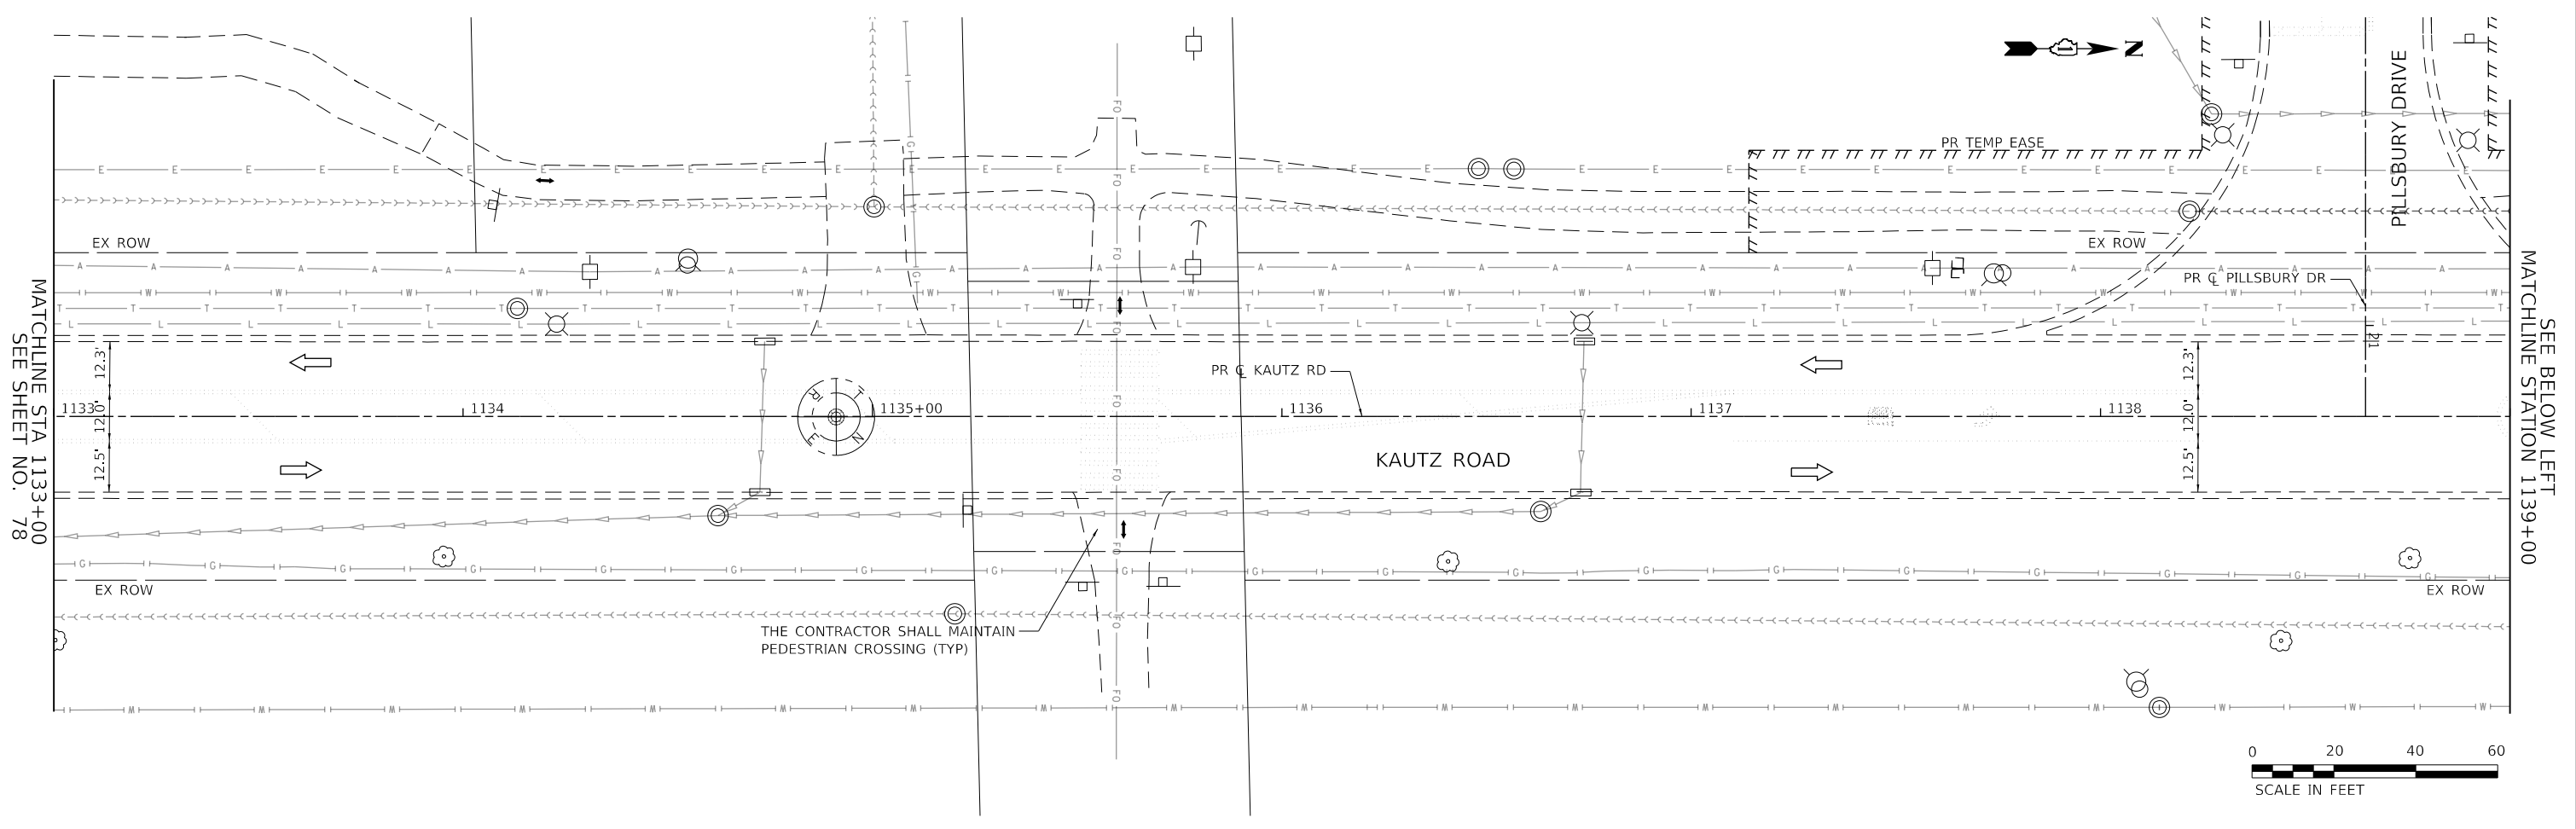 N
PR TEMP EASE
PILLSBURY DRIVE
EX ROW
EX ROW
PR ℄ PILLSBURY DR
21
MATCHLINE STA 1133+00
SEE SHEET NO. 78
SEE BELOW LEFT
MATCHLINE STATION 1139+00
12.3'
12.0'
12.5'
12.3'
12.0'
12.5'
PR ℄ KAUTZ RD
1133
1134
1135+00
1136
1137
1138
KAUTZ ROAD
EX ROW
EX ROW
THE CONTRACTOR SHALL MAINTAIN
PEDESTRIAN CROSSING (TYP)
0 20 40 60
SCALE IN FEET